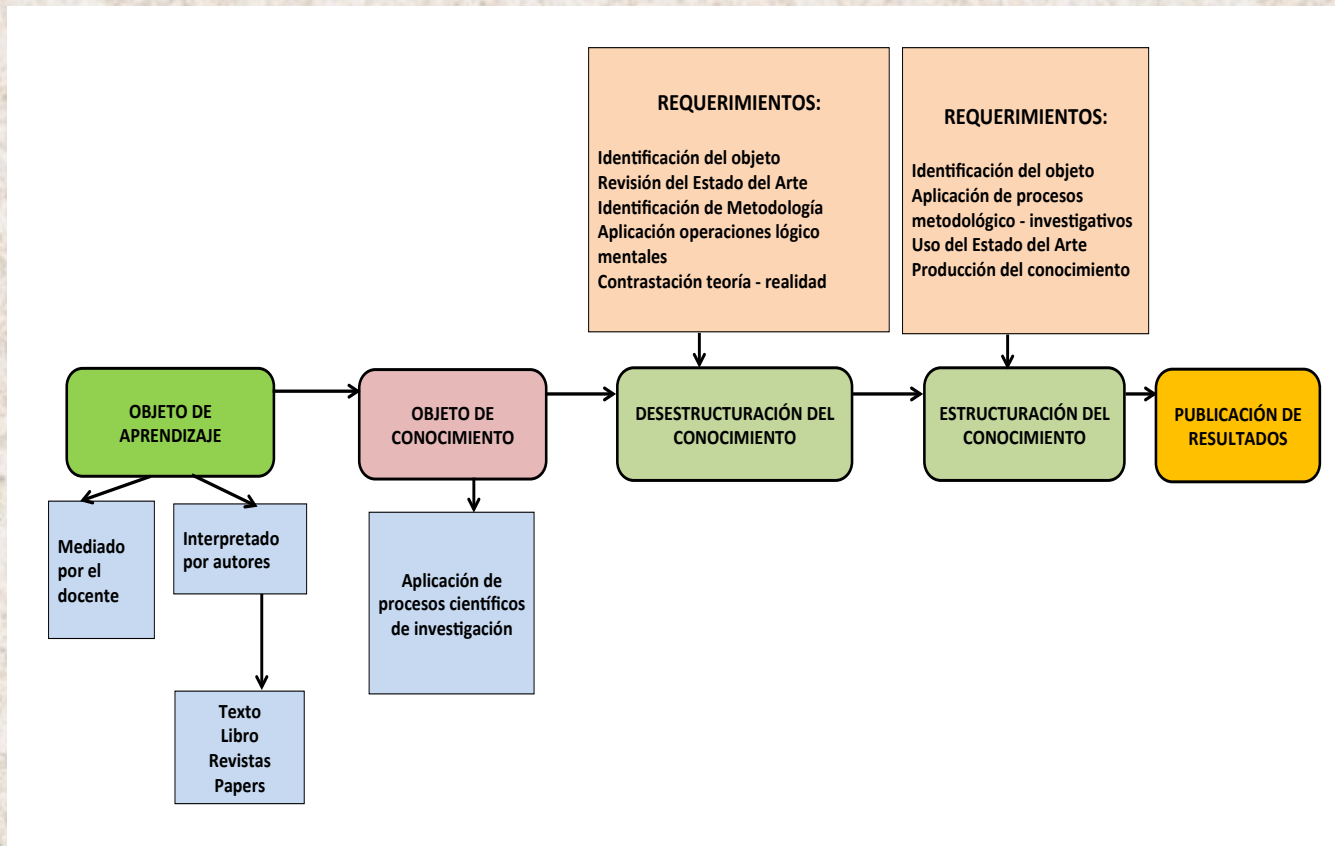 REQUERIMIENTOS:
Identificación del objeto
Revisión del Estado del Arte
Identificación de Metodología
Aplicación operaciones lógico
mentales
Contrastación teoría - realidad
REQUERIMIENTOS:
Identificación del objeto
Aplicación de procesos
metodológico - investigativos
Uso del Estado del Arte
Producción del conocimiento
OBJETO DE
APRENDIZAJE
OBJETO DE
CONOCIMIENTO
DESESTRUCTURACIÓN DEL
CONOCIMIENTO
ESTRUCTURACIÓN DEL
CONOCIMIENTO
PUBLICACIÓN DE
RESULTADOS
Mediado
por el
docente
Interpretado
por autores
Aplicación de
procesos científicos
de investigación
Texto
Libro
Revistas
Papers